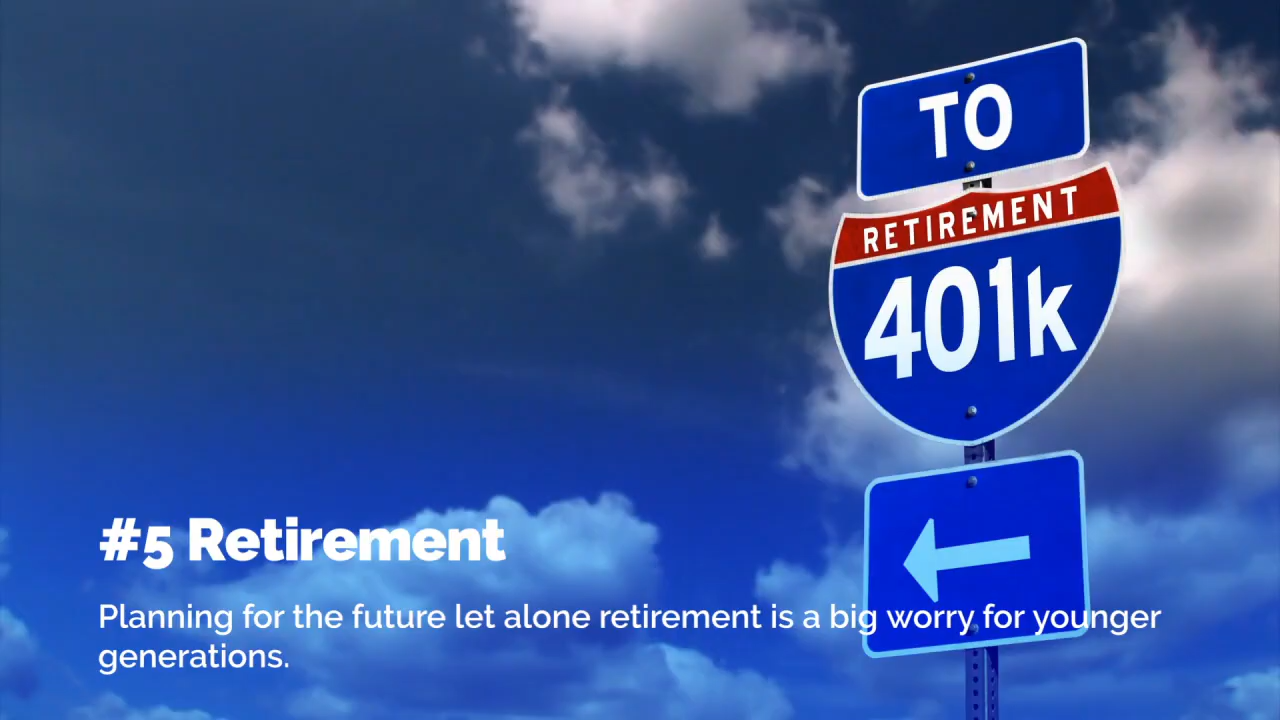 TO
RETIREMENT
401k
#5 Retirement
Planning for the future let alone retirement is a big worry for younger
generations.